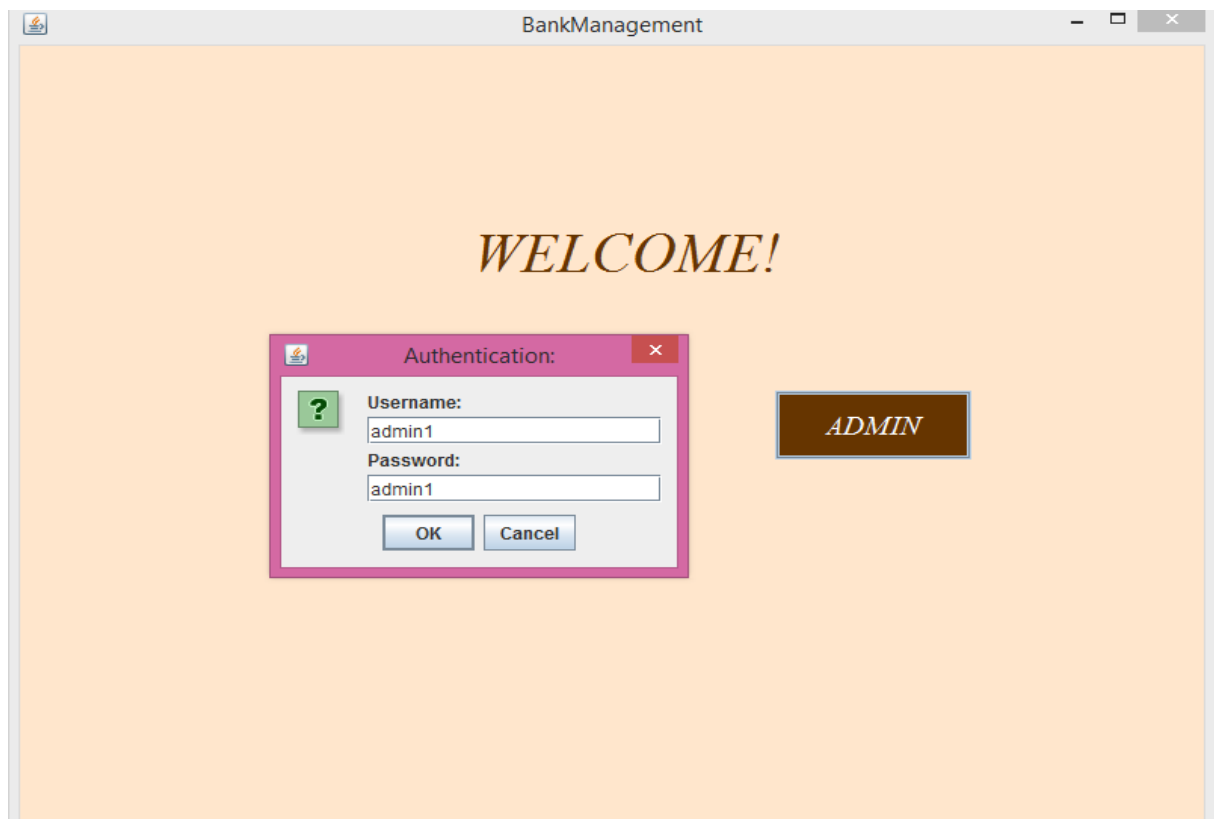 BankManagement
WELCOME!
Authentication:
?
Username:
admin1
Password:
admin1
OK Cancel
ADMIN